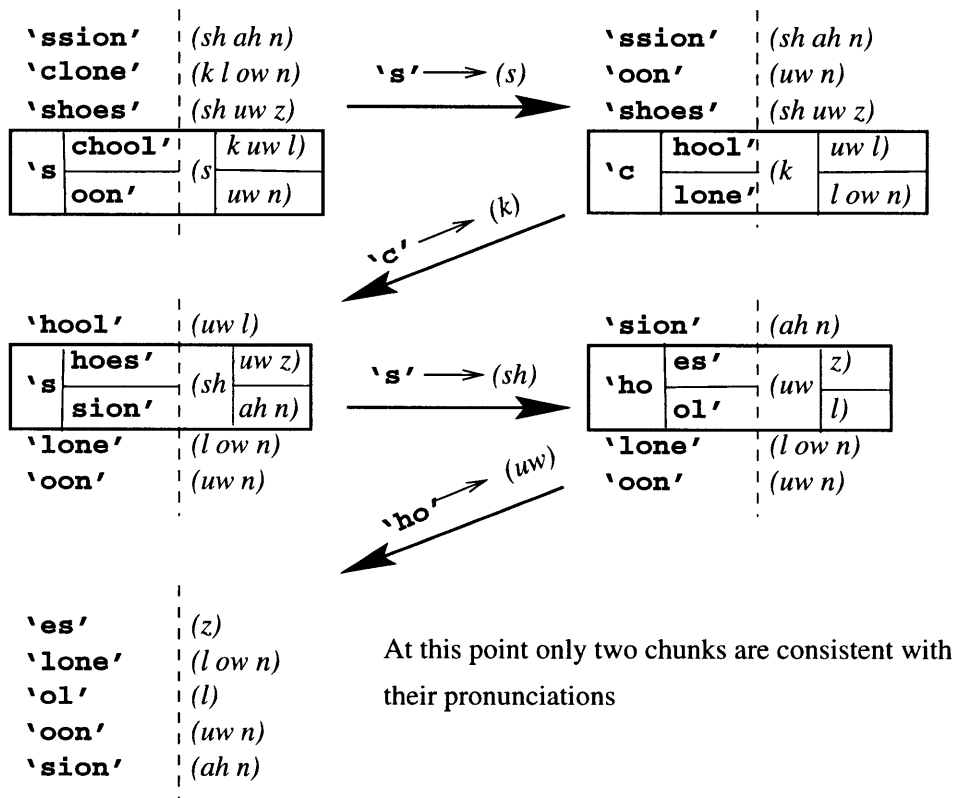 ‘ssion’ (sh ah n)
‘clone’ (k l ow n)
‘shoes’ (sh uw z)
‘s chool’ (s k uw l)
oon’ uw n)
‘s’ (s)
‘ssion’ (sh ah n)
‘oon’ (uw n)
‘shoes’ (sh uw z)
‘c hool’ (k uw l)
lone’ l ow n)
‘c’ (k)
‘hool’ (uw l)
‘s hoes’ (sh uw z)
sion’ ah n)
‘lone’ (l ow n)
‘oon’ (uw n)
‘s’ (sh)
‘sion’ (ah n)
‘ho es’ (uw z)
ol’ l)
‘lone’ (l ow n)
‘oon’ (uw n)
‘ho’ (uw)
‘es’ (z)
‘lone’ (l ow n)
‘ol’ (l)
‘oon’ (uw n)
‘sion’ (ah n)
At this point only two chunks are consistent with
their pronunciations